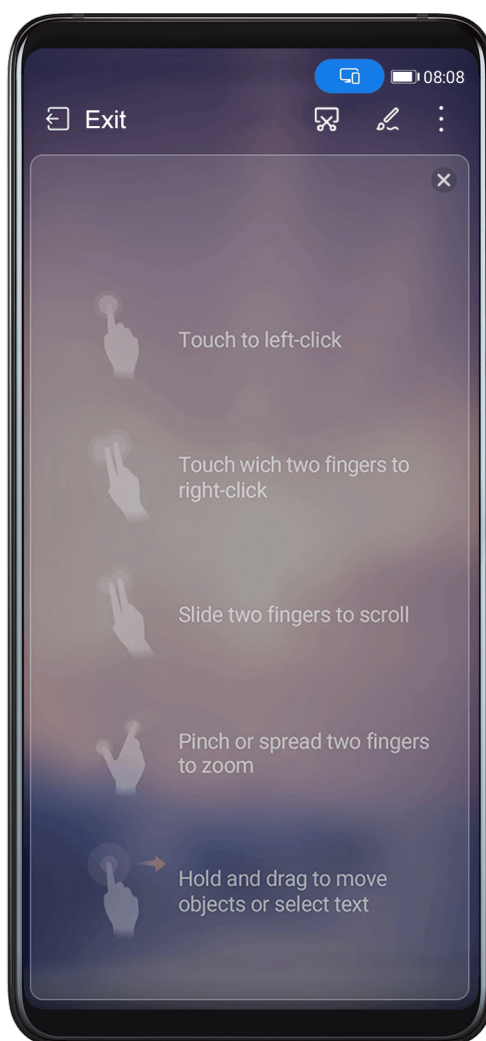 08:08
Exit
Touch to left-click
Touch wich two fingers to
right-click
Slide two fingers to scroll
Pinch or spread two fingers
to zoom
Hold and drag to move
objects or select text